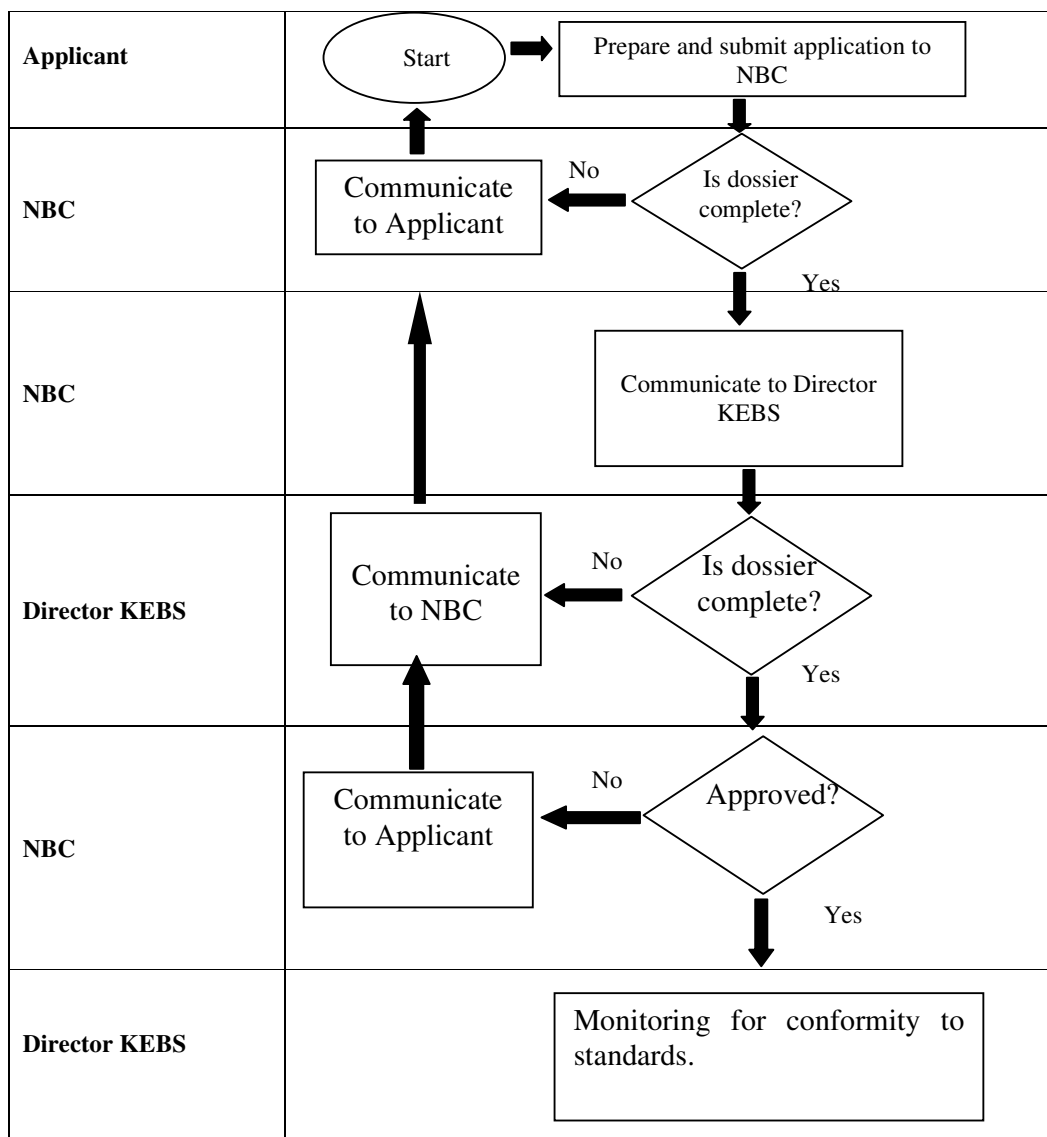 Applicant
Start
Prepare and submit application to
NBC
NBC
Communicate
to Applicant
No
Is dossier
complete?
Yes
NBC
Communicate to Director
KEBS
Director KEBS
Communicate
to NBC
No
Is dossier
complete?
Yes
NBC
Communicate
to Applicant
No
Approved?
Yes
Director KEBS
Monitoring for conformity to
standards.